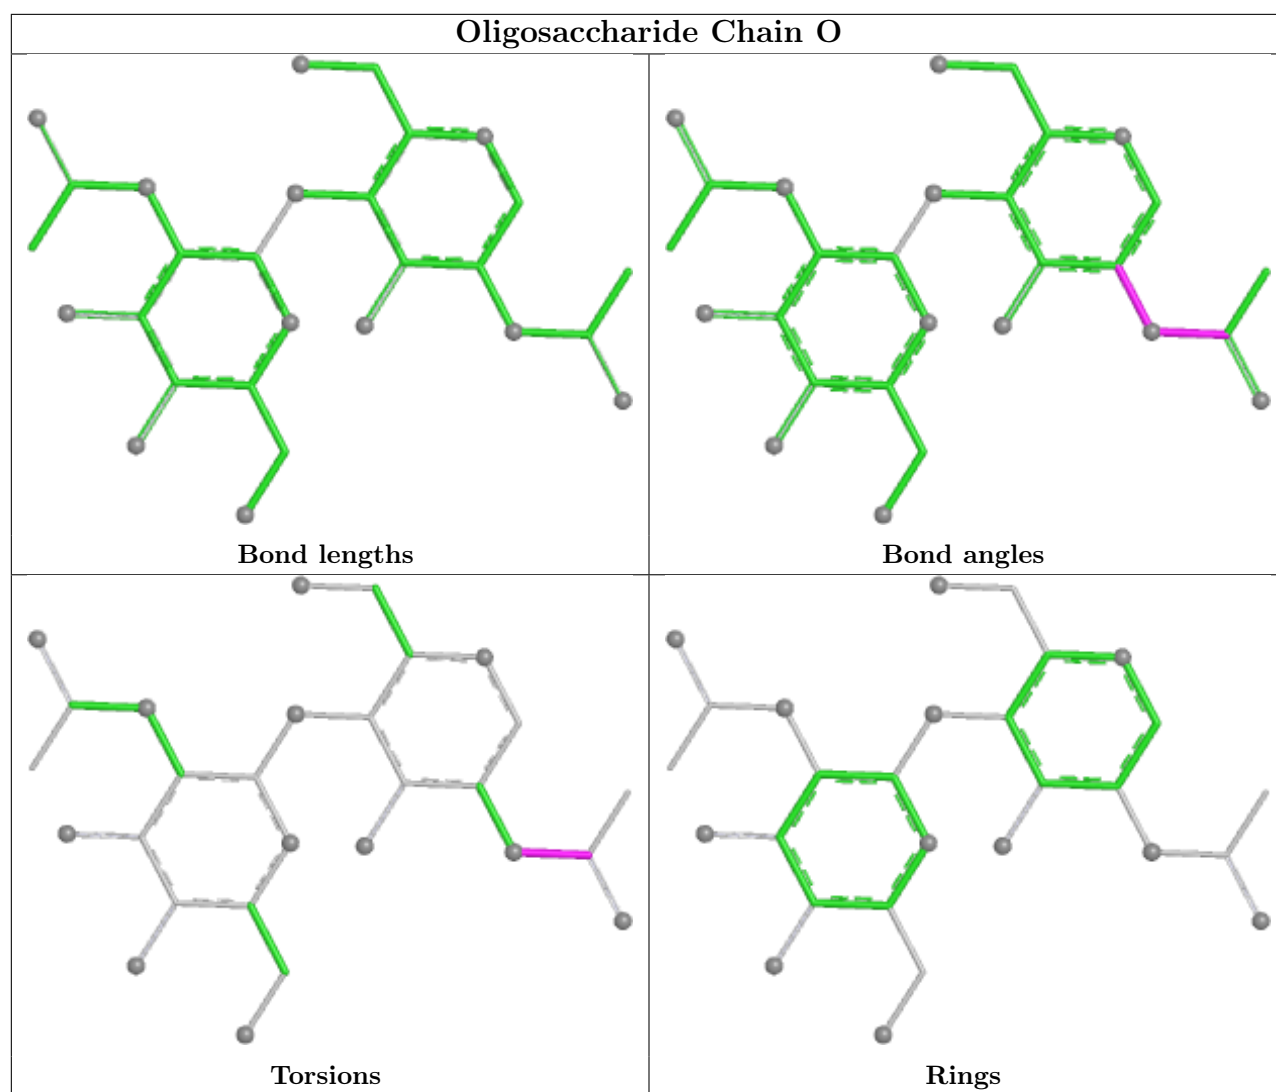 Oligosaccharide Chain O
Bond lengths
Bond angles
Torsions
Rings